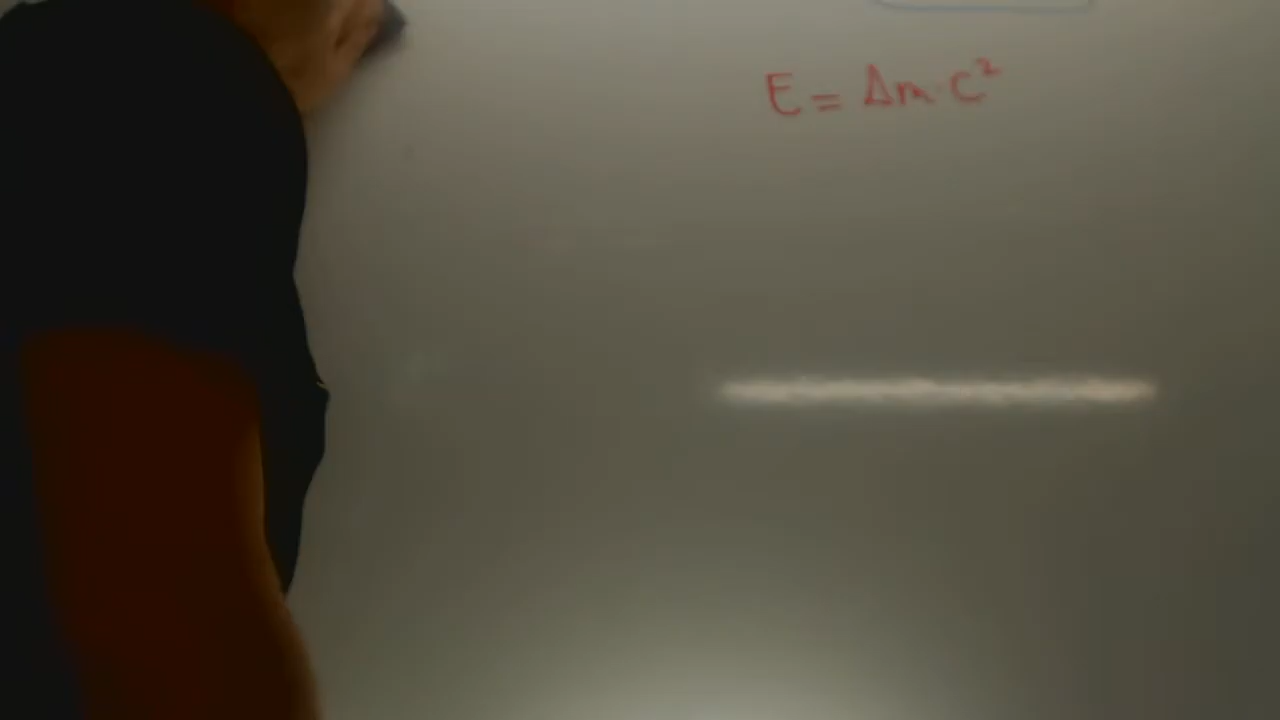 E = Δm·c²